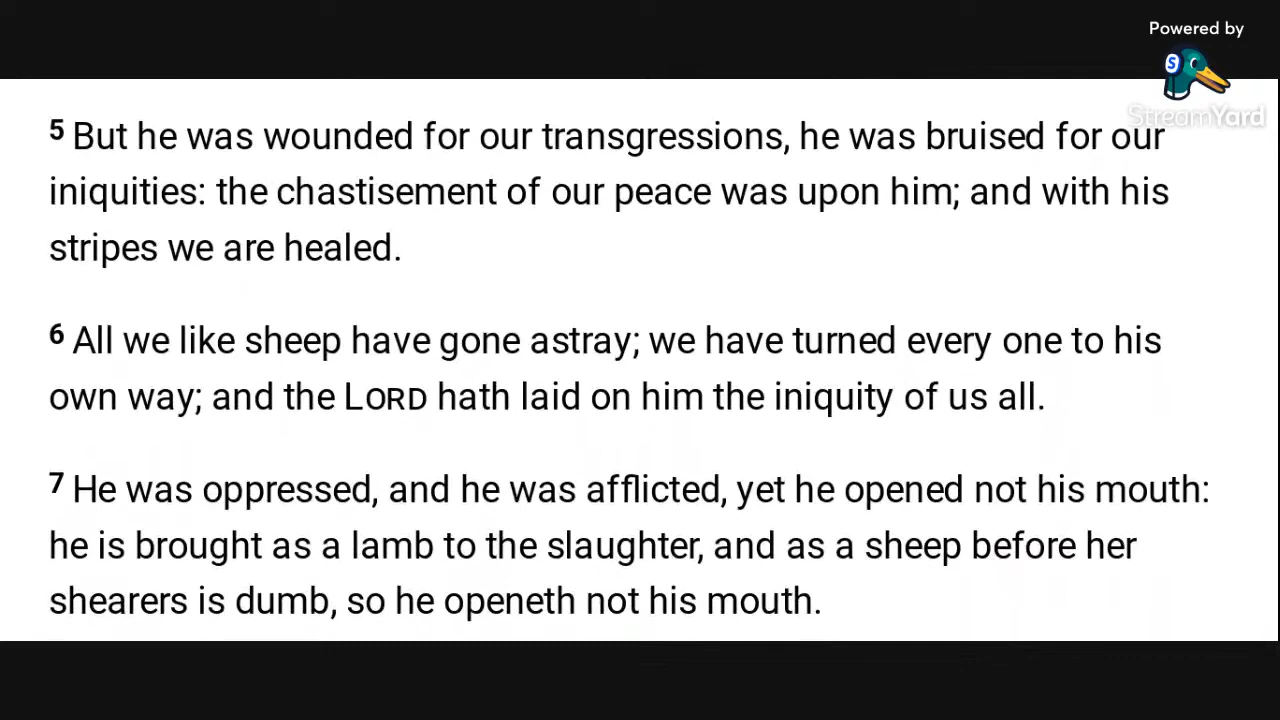 Powered by
S
StreamYard
5 But he was wounded for our transgressions, he was bruised for our
iniquities: the chastisement of our peace was upon him; and with his
stripes we are healed.
6 All we like sheep have gone astray; we have turned every one to his
own way; and the LORD hath laid on him the iniquity of us all.
7 He was oppressed, and he was afflicted, yet he opened not his mouth:
he is brought as a lamb to the slaughter, and as a sheep before her
shearers is dumb, so he openeth not his mouth.